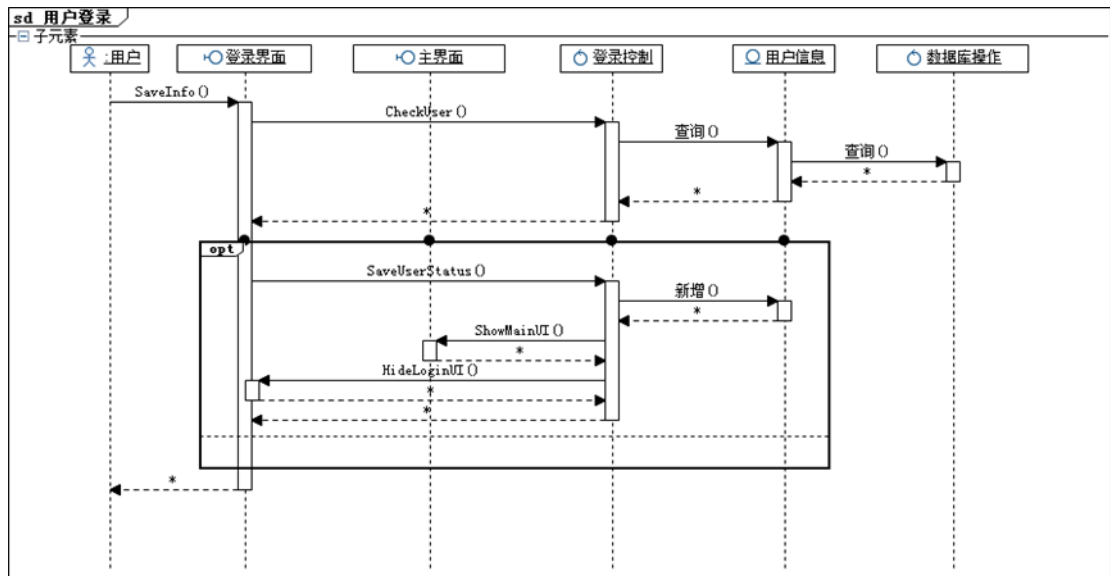 sd 用户登录
子元素
:用户
登录界面
主界面
登录控制
用户信息
数据库操作
SaveInfo()
CheckUser()
查询()
查询()
*
*
*
opt
SaveUserStatus()
新增()
*
ShowMainUI()
*
HideLoginUI()
*
*
*